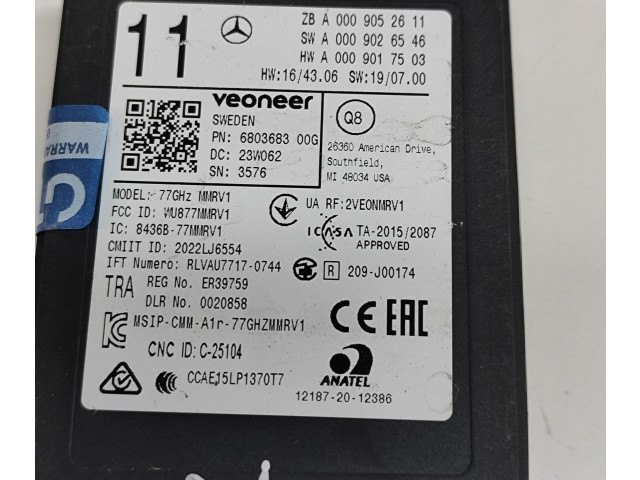 11
ZB A 000 905 26 11
SW A 000 902 65 46
HW A 000 901 75 03
HW:16/43.06 SW:19/07.00
veoneer
SWEDEN
PN: 6803683 00G
DC: 23W062
SN: 3576
Q8
26360 American Drive,
Southfield,
MI 48034 USA
WARRA
MODEL: 77GHz MMRV1
FCC ID: WU877MMRV1
IC: 8436B-77MMRV1
CMIIT ID: 2022LJ6554
IFT Numero: RLVAU7717-0744
UA RF:2VEONMRV1
ICASA TA-2015/2087
APPROVED
R 209-J00174
TRA REG No. ER39759
DLR No. 0020858
MSIP-CMM-A1r-77GHZMMRV1
CNC ID: C-25104
CE EAC
CCAE15LP1370T7
ANATEL
12187-20-12386